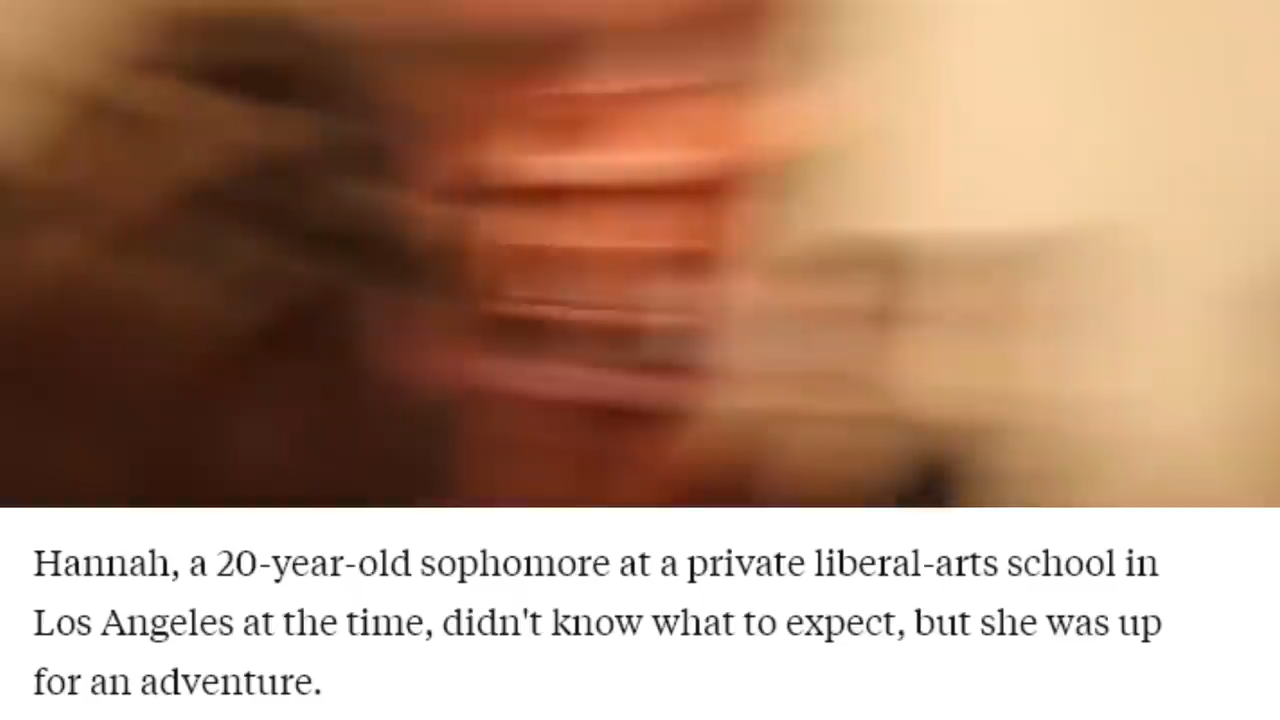 Hannah, a 20-year-old sophomore at a private liberal-arts school in
Los Angeles at the time, didn't know what to expect, but she was up
for an adventure.